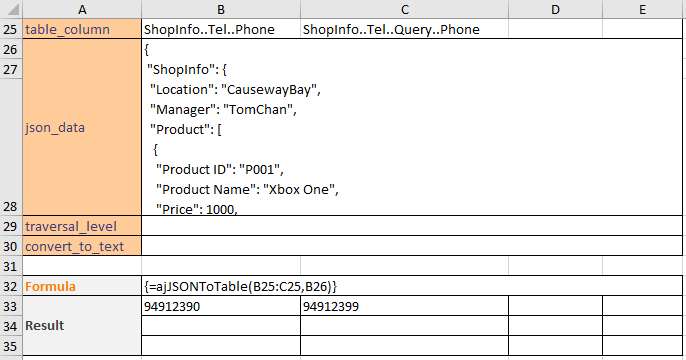 A B C D E
25 table_column ShopInfo..Tel..Phone ShopInfo..Tel..Query..Phone
26 {
27 "ShopInfo": {
"Location": "CausewayBay",
"Manager": "TomChan",
json_data "Product": [
{
"Product ID": "P001",
"Product Name": "Xbox One",
28 "Price": 1000,
29 traversal_level
30 convert_to_text
31
32 Formula {=ajJSONToTable(B25:C25,B26)}
33 94912390 94912399
34 Result
35